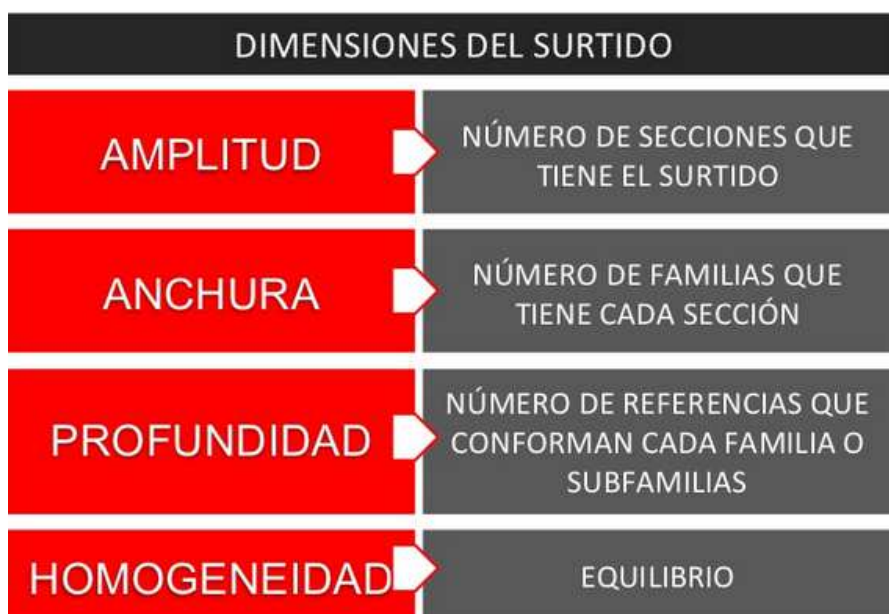 DIMENSIONES DEL SURTIDO
AMPLITUD
NÚMERO DE SECCIONES QUE
TIENE EL SURTIDO
ANCHURA
NÚMERO DE FAMILIAS QUE
TIENE CADA SECCIÓN
PROFUNDIDAD
NÚMERO DE REFERENCIAS QUE
CONFORMAN CADA FAMILIA O
SUBFAMILIAS
HOMOGENEIDAD
EQUILIBRIO